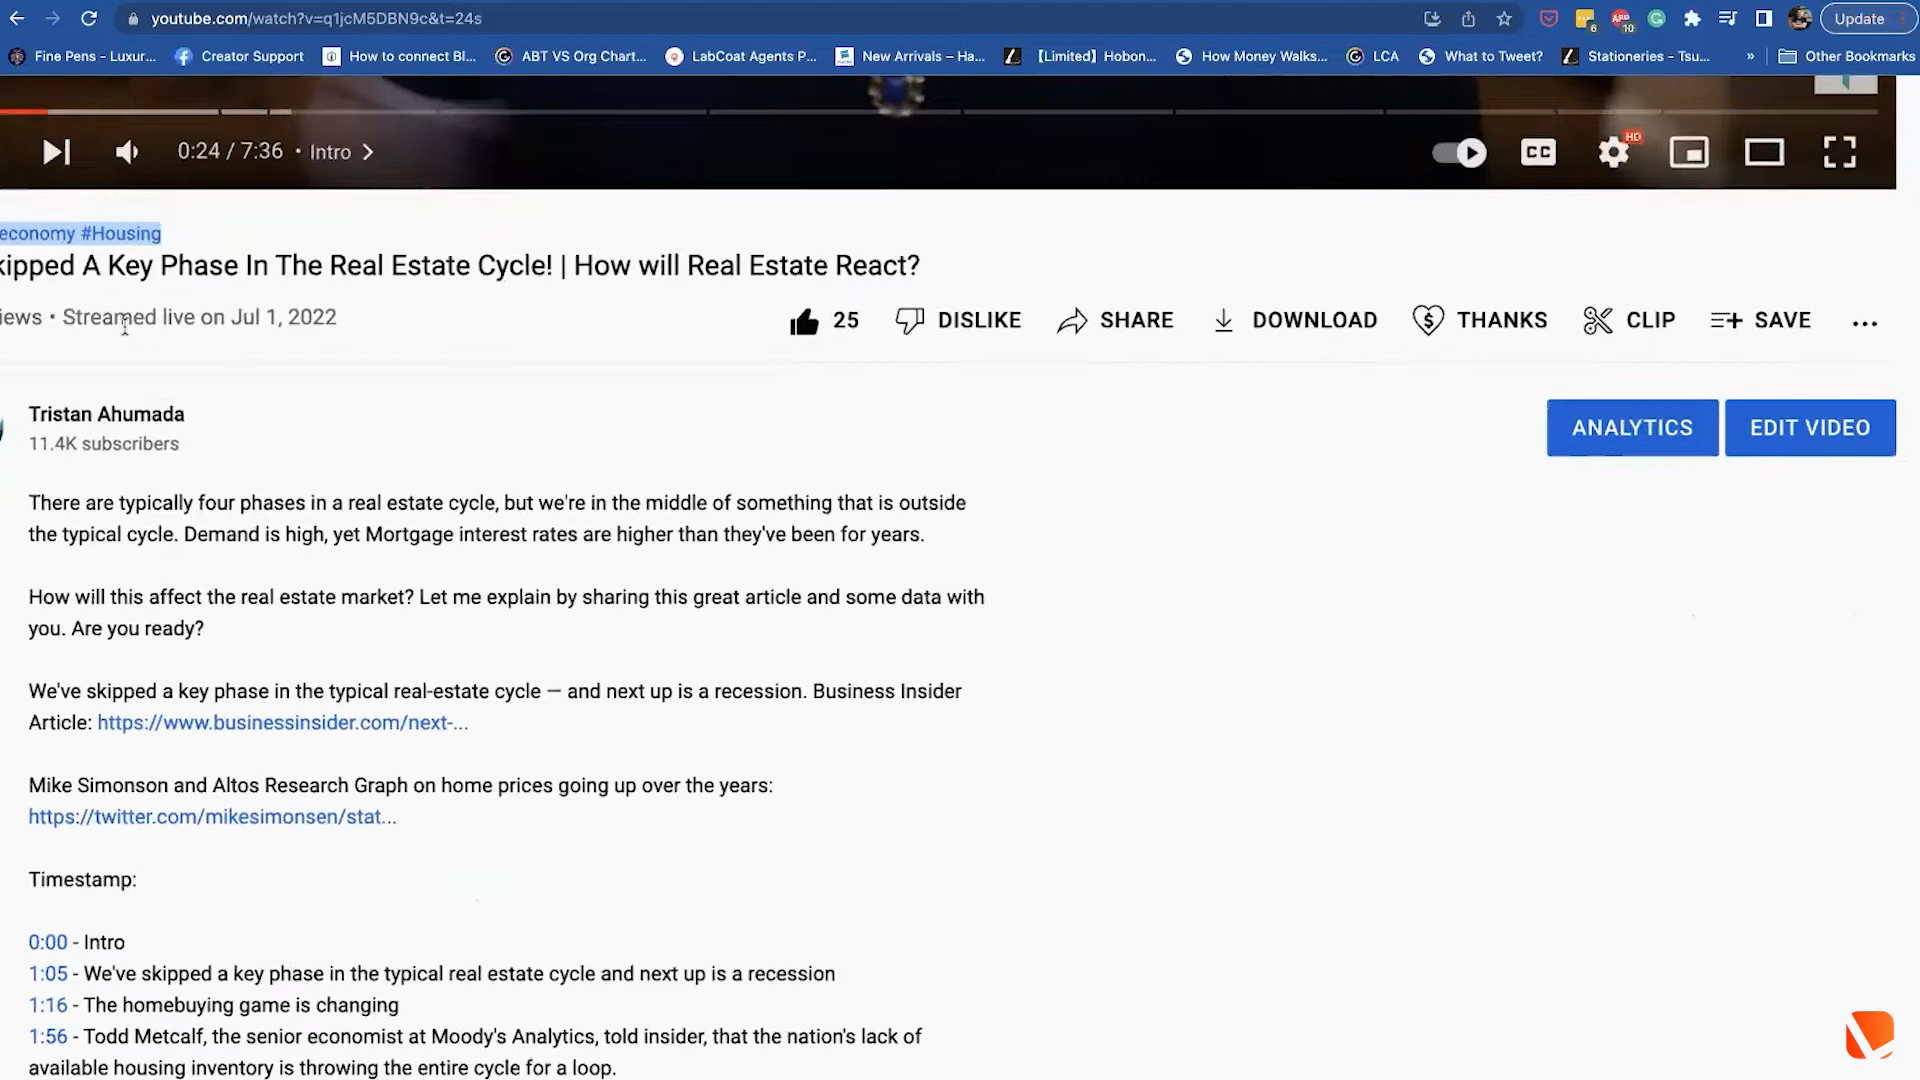 youtube.com/watch?v=q1jcM5DBN9c&t=24s
6
ABP
10
Update
Fine Pens - Luxur...
Creator Support
How to connect Bl...
ABT VS Org Chart...
LabCoat Agents P...
New Arrivals – Ha...
【Limited】Hobon...
How Money Walks...
LCA
What to Tweet?
Stationeries – Tsu...
»
Other Bookmarks
0:24 / 7:36 • Intro
CC
HD
economy #Housing
kipped A Key Phase In The Real Estate Cycle! | How will Real Estate React?
iews • Streamed live on Jul 1, 2022
25
DISLIKE
SHARE
DOWNLOAD
THANKS
CLIP
SAVE
...
Tristan Ahumada
11.4K subscribers
ANALYTICS
EDIT VIDEO
There are typically four phases in a real estate cycle, but we're in the middle of something that is outside
the typical cycle. Demand is high, yet Mortgage interest rates are higher than they've been for years.
How will this affect the real estate market? Let me explain by sharing this great article and some data with
you. Are you ready?
We've skipped a key phase in the typical real-estate cycle — and next up is a recession. Business Insider
Article: https://www.businessinsider.com/next-...
Mike Simonson and Altos Research Graph on home prices going up over the years:
https://twitter.com/mikesimonsen/stat...
Timestamp:
0:00 - Intro
1:05 - We've skipped a key phase in the typical real estate cycle and next up is a recession
1:16 - The homebuying game is changing
1:56 - Todd Metcalf, the senior economist at Moody's Analytics, told insider, that the nation's lack of
available housing inventory is throwing the entire cycle for a loop.